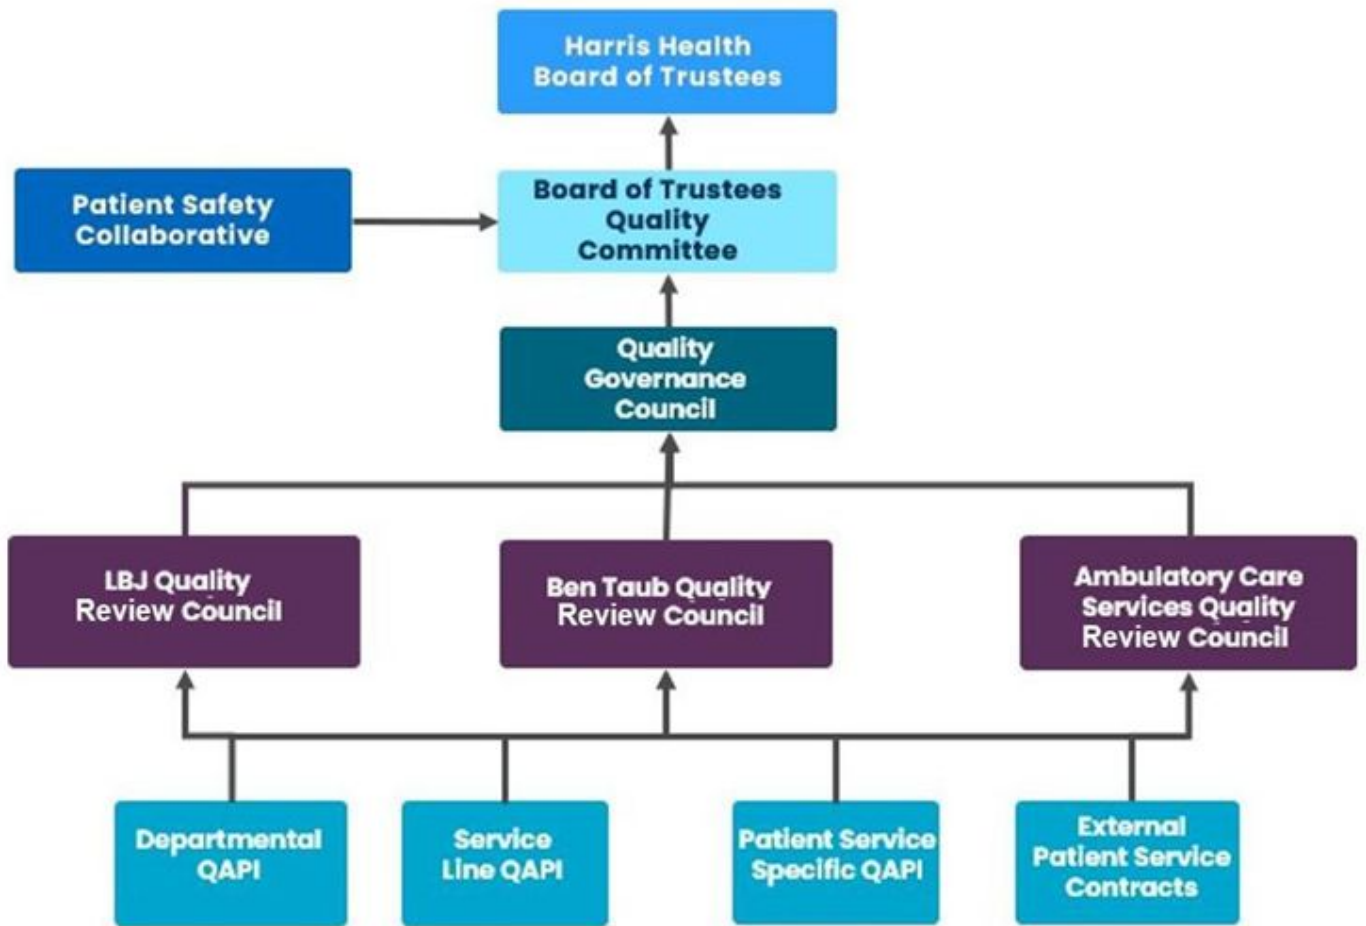 Harris Health
Board of Trustees
Patient Safety
Collaborative
Board of Trustees
Quality
Committee
Quality
Governance
Council
LBJ Quality
Review Council
Ben Taub Quality
Review Council
Ambulatory Care
Services Quality
Review Council
Departmental
QAPI
Service
Line QAPI
Patient Service
Specific QAPI
External
Patient Service
Contracts